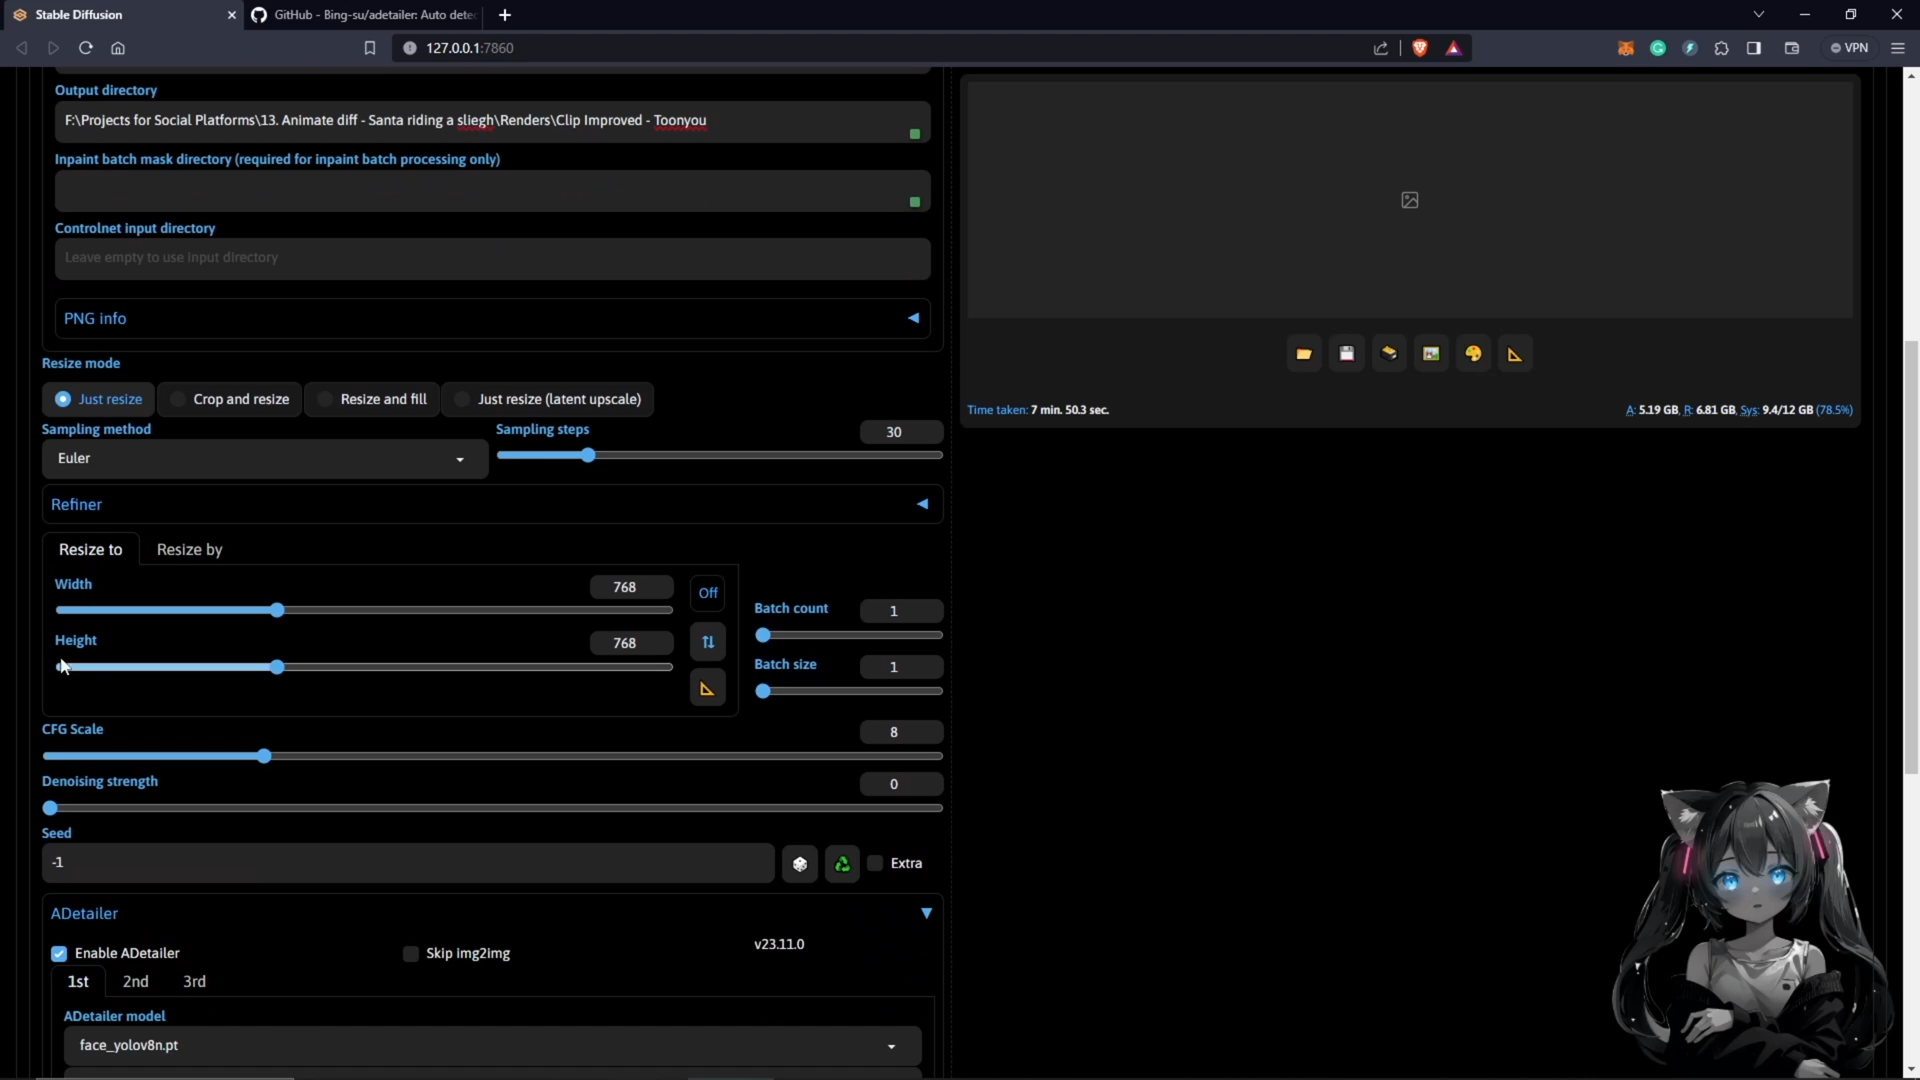 Stable Diffusion
GitHub - Bing-su/adetailer: Auto detec
127.0.0.1:7860
VPN
Output directory
F:\Projects for Social Platforms\13. Animate diff - Santa riding a sliegh\Renders\Clip Improved - Toonyou
Inpaint batch mask directory (required for inpaint batch processing only)
Controlnet input directory
Leave empty to use input directory
PNG info
Resize mode
Just resize
Crop and resize
Resize and fill
Just resize (latent upscale)
Time taken: 7 min. 50.3 sec.
A: 5.19 GB, R: 6.81 GB, Sys: 9.4/12 GB (78.5%)
Sampling method
Euler
Sampling steps
30
Refiner
Resize to
Resize by
Width
768
Off
Height
768
Batch count
1
Batch size
1
CFG Scale
8
Denoising strength
0
Seed
-1
Extra
ADetailer
Enable ADetailer
Skip img2img
v23.11.0
1st
2nd
3rd
ADetailer model
face_yolov8n.pt